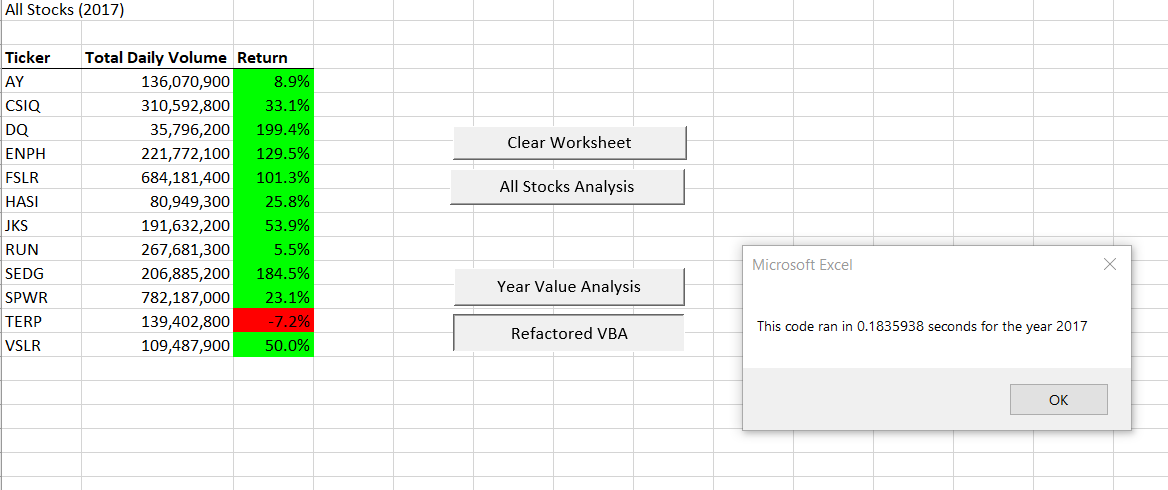 All Stocks (2017)
Ticker Total Daily Volume Return
AY 136,070,900 8.9%
CSIQ 310,592,800 33.1%
DQ 35,796,200 199.4%
ENPH 221,772,100 129.5%
FSLR 684,181,400 101.3%
HASI 80,949,300 25.8%
JKS 191,632,200 53.9%
RUN 267,681,300 5.5%
SEDG 206,885,200 184.5%
SPWR 782,187,000 23.1%
TERP 139,402,800 -7.2%
VSLR 109,487,900 50.0%
Clear Worksheet
All Stocks Analysis
Year Value Analysis
Refactored VBA
Microsoft Excel
This code ran in 0.1835938 seconds for the year 2017
OK